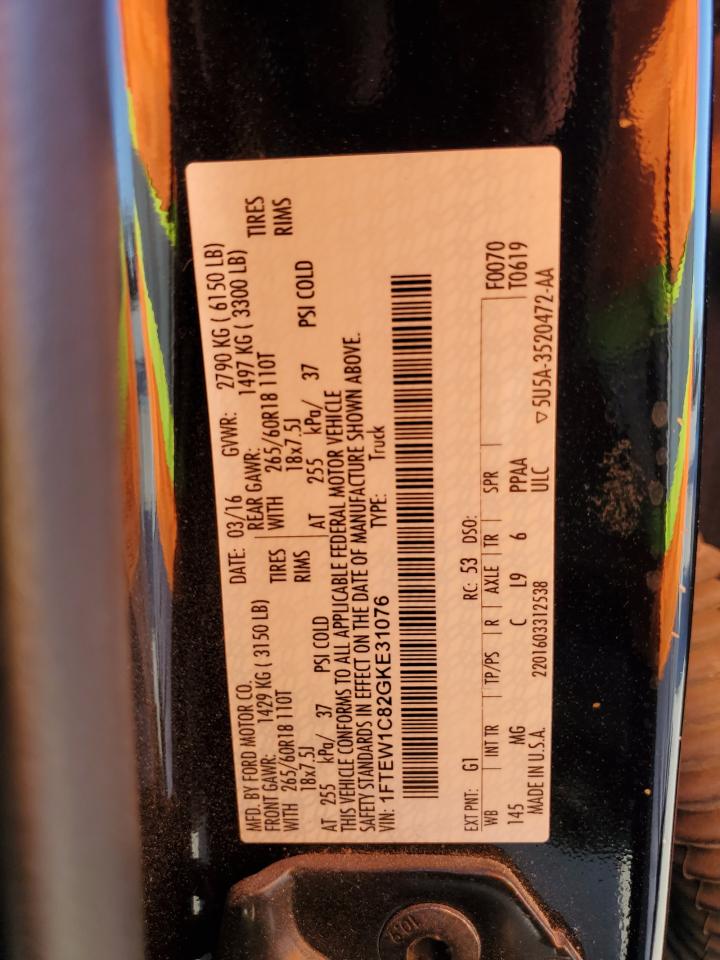 MFD. BY FORD MOTOR CO. DATE: 03/16 GVWR: 2790 KG ( 6150 LB)
FRONT GAWR: 1429 KG ( 3150 LB) REAR GAWR: 1497 KG ( 3300 LB)
WITH 265/60R18 110T TIRES WITH 265/60R18 110T TIRES
18x7.5J RIMS 18x7.5J RIMS
AT 255 kPa/ 37 PSI COLD AT 255 kPa/ 37 PSI COLD
THIS VEHICLE CONFORMS TO ALL APPLICABLE FEDERAL MOTOR VEHICLE
SAFETY STANDARDS IN EFFECT ON THE DATE OF MANUFACTURE SHOWN ABOVE.
VIN: 1FTEW1C82GKE31076 TYPE: Truck
EXT PNT: G1 RC: 53 DSO: F0070
WB INT TR TP/PS R AXLE TR SPR T0619
145 MG C L9 6 PPAA
MADE IN U.S.A. 2201603312538 ULC ▽5U5A-3520472-AA
10.9